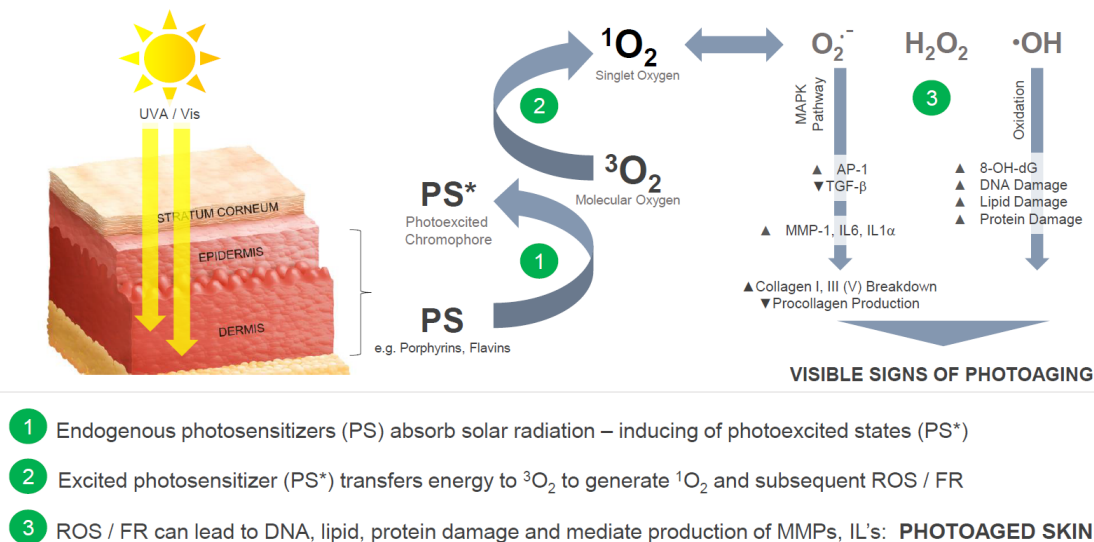 UVA / Vis
STRATUM CORNEUM
EPIDERMIS
DERMIS
PS*
Photoexcited
Chromophore
PS
e.g. Porphyrins, Flavins
1
2
¹O₂
Singlet Oxygen
³O₂
Molecular Oxygen
O₂·⁻
H₂O₂
·OH
3
MAPK
Pathway
▲ AP-1
▼TGF-β
▲ MMP-1, IL6, IL1α
▲Collagen I, III (V) Breakdown
▼Procollagen Production
Oxidation
▲ 8-OH-dG
▲ DNA Damage
▲ Lipid Damage
▲ Protein Damage
VISIBLE SIGNS OF PHOTOAGING
1 Endogenous photosensitizers (PS) absorb solar radiation – inducing of photoexcited states (PS*)
2 Excited photosensitizer (PS*) transfers energy to ³O₂ to generate ¹O₂ and subsequent ROS / FR
3 ROS / FR can lead to DNA, lipid, protein damage and mediate production of MMPs, IL's: PHOTOAGED SKIN